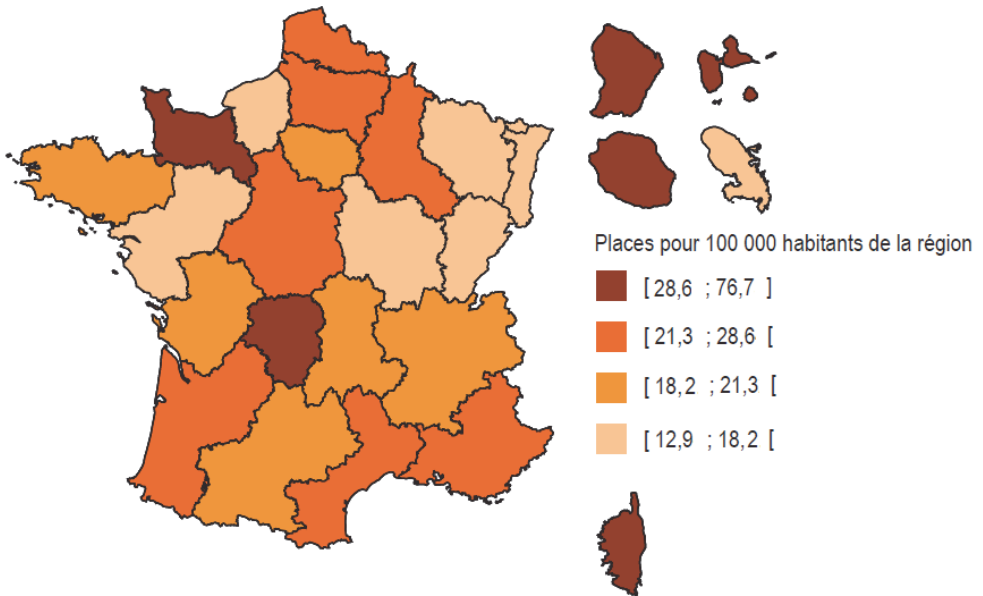 Places pour 100 000 habitants de la région
[ 28,6 ; 76,7 ]
[ 21,3 ; 28,6 [
[ 18,2 ; 21,3 [
[ 12,9 ; 18,2 [